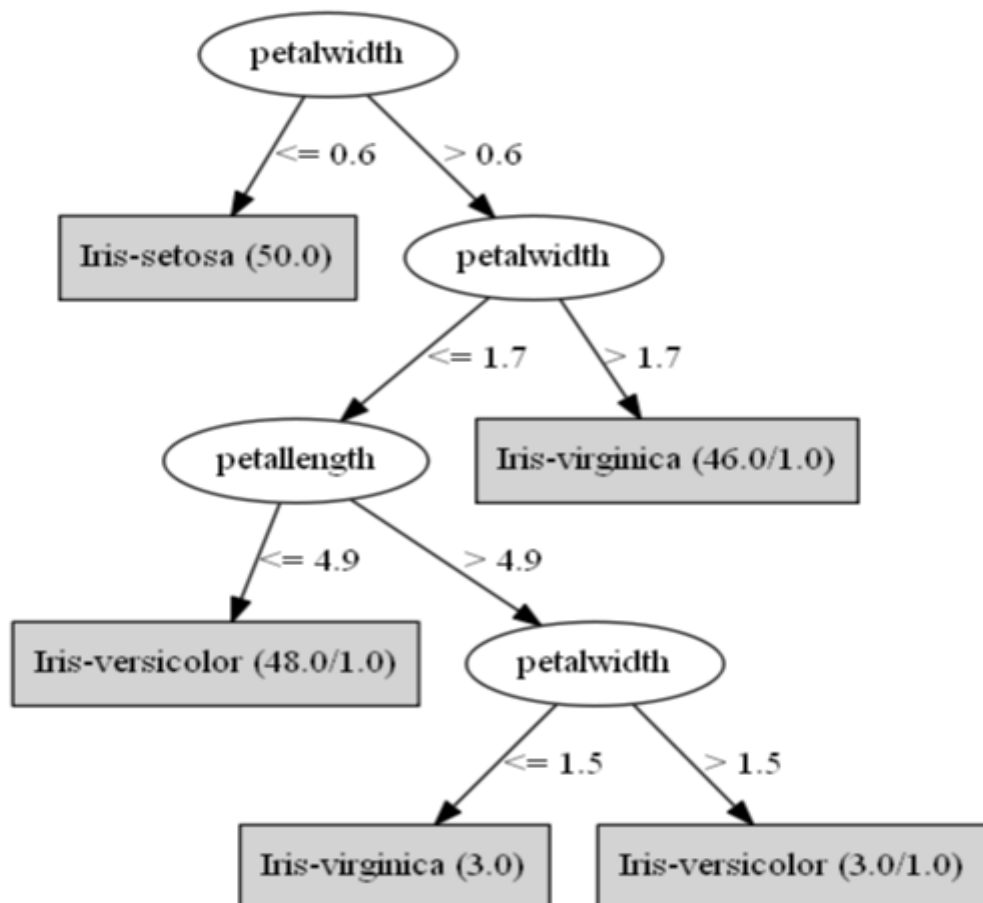 petalwidth
<= 0.6
> 0.6
Iris-setosa (50.0)
petalwidth
<= 1.7
> 1.7
petallength
Iris-virginica (46.0/1.0)
<= 4.9
> 4.9
Iris-versicolor (48.0/1.0)
petalwidth
<= 1.5
> 1.5
Iris-virginica (3.0)
Iris-versicolor (3.0/1.0)